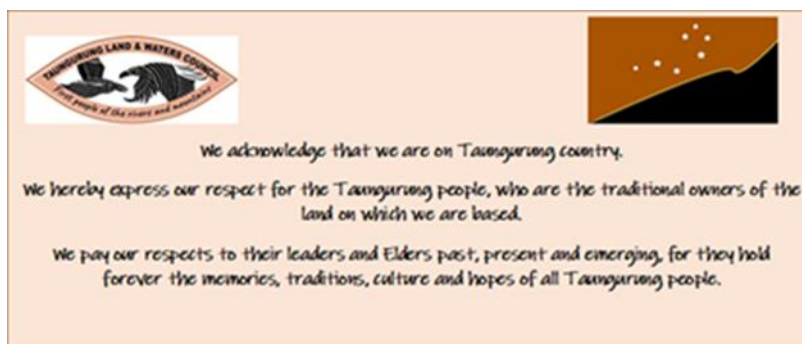 TAUNGURUNG LAND & WATERS COUNCIL
First people of the rivers and mountains
We acknowledge that we are on Taungurung country.
We hereby express our respect for the Taungurung people, who are the traditional owners of the
land on which we are based.
We pay our respects to their leaders and Elders past, present and emerging, for they hold
forever the memories, traditions, culture and hopes of all Taungurung people.